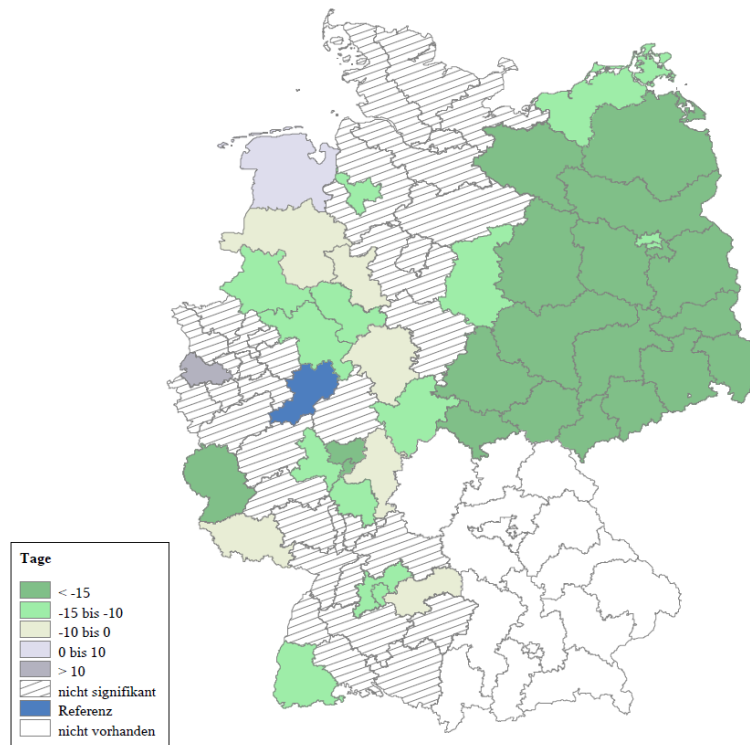 Tage
< -15
-15 bis -10
-10 bis 0
0 bis 10
> 10
nicht signifikant
Referenz
nicht vorhanden